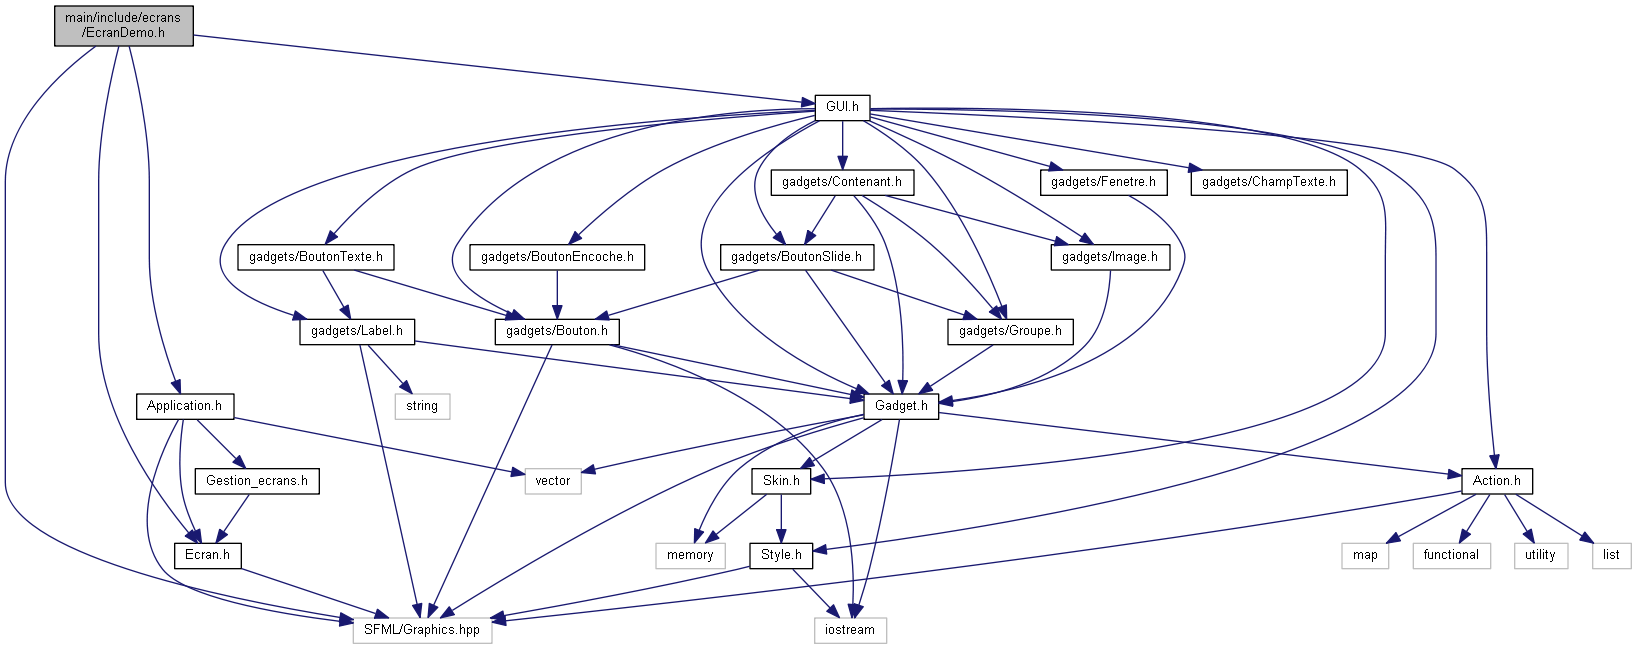 main/include/ecrans
/EcranDemo.h
GUI.h
gadgets/Contenant.h
gadgets/Fenetre.h
gadgets/ChampTexte.h
gadgets/BoutonTexte.h
gadgets/BoutonEncoche.h
gadgets/BoutonSlide.h
gadgets/Image.h
gadgets/Label.h
gadgets/Bouton.h
gadgets/Groupe.h
Application.h
string
Gadget.h
Gestion_ecrans.h
vector
Skin.h
Action.h
Ecran.h
memory
Style.h
map
functional
utility
list
SFML/Graphics.hpp
iostream